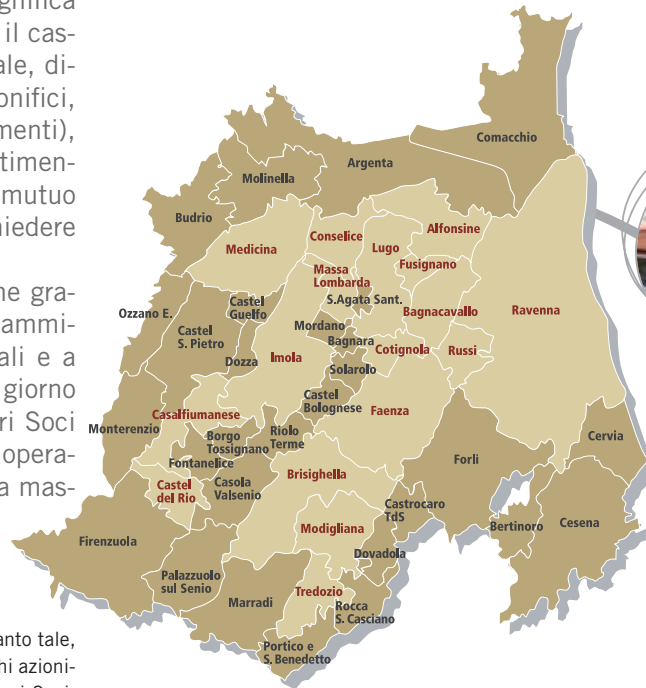 gnifica
il cas-
ale, di-
onifici,
menti),
timen-
mutuo
hiedere
ne gra-
ammi-
ali e a
giorno
ri Soci
opera-
a mas-
anto tale,
hi azioni-
Comacchio
Argenta
Molinella
Budrio
Medicina
Conselice
Lugo
Alfonsine
Fusignano
Massa
Lombarda
S.Agata Sant.
Bagnacavallo
Ravenna
Ozzano E.
Castel
Guelfo
Castel
S. Pietro
Mordano
Bagnara
Cotignola
Russi
Dozza
Imola
Solarolo
Castel
Bolognese
Faenza
Casalfiumanese
Monterenzio
Borgo
Tossignano
Riolo
Terme
Cervia
Fontanelice
Forlì
Brisighella
Castel
del Rio
Casola
Valsenio
Castrocaro
TdS
Bertinoro
Cesena
Modigliana
Firenzuola
Dovadola
Palazzuolo
sul Senio
Marradi
Tredozio
Rocca
S. Casciano
Portico e
S. Benedetto